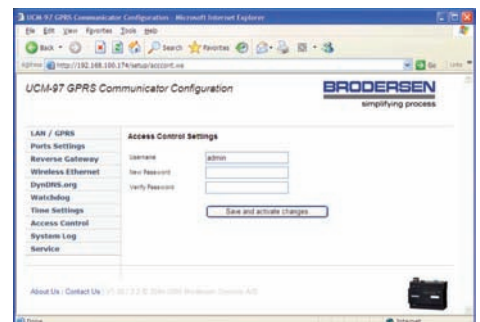 UCM-97 GPRS Communicator Configuration - Microsoft Internet Explorer
File Edit View Favorites Tools Help
Back Search Favorites
Address http://192.168.100.174/setup/acccont.ve Go Links
UCM-97 GPRS Communicator Configuration
BRODERSEN
simplifying process
LAN / GPRS
Ports Settings
Reverse Gateway
Wireless Ethernet
DynDNS.org
Watchdog
Time Settings
Access Control
System Log
Service
Access Control Settings
Username admin
New Password
Verify Password
Save and activate changes
About Us | Contact Us |
Done Internet